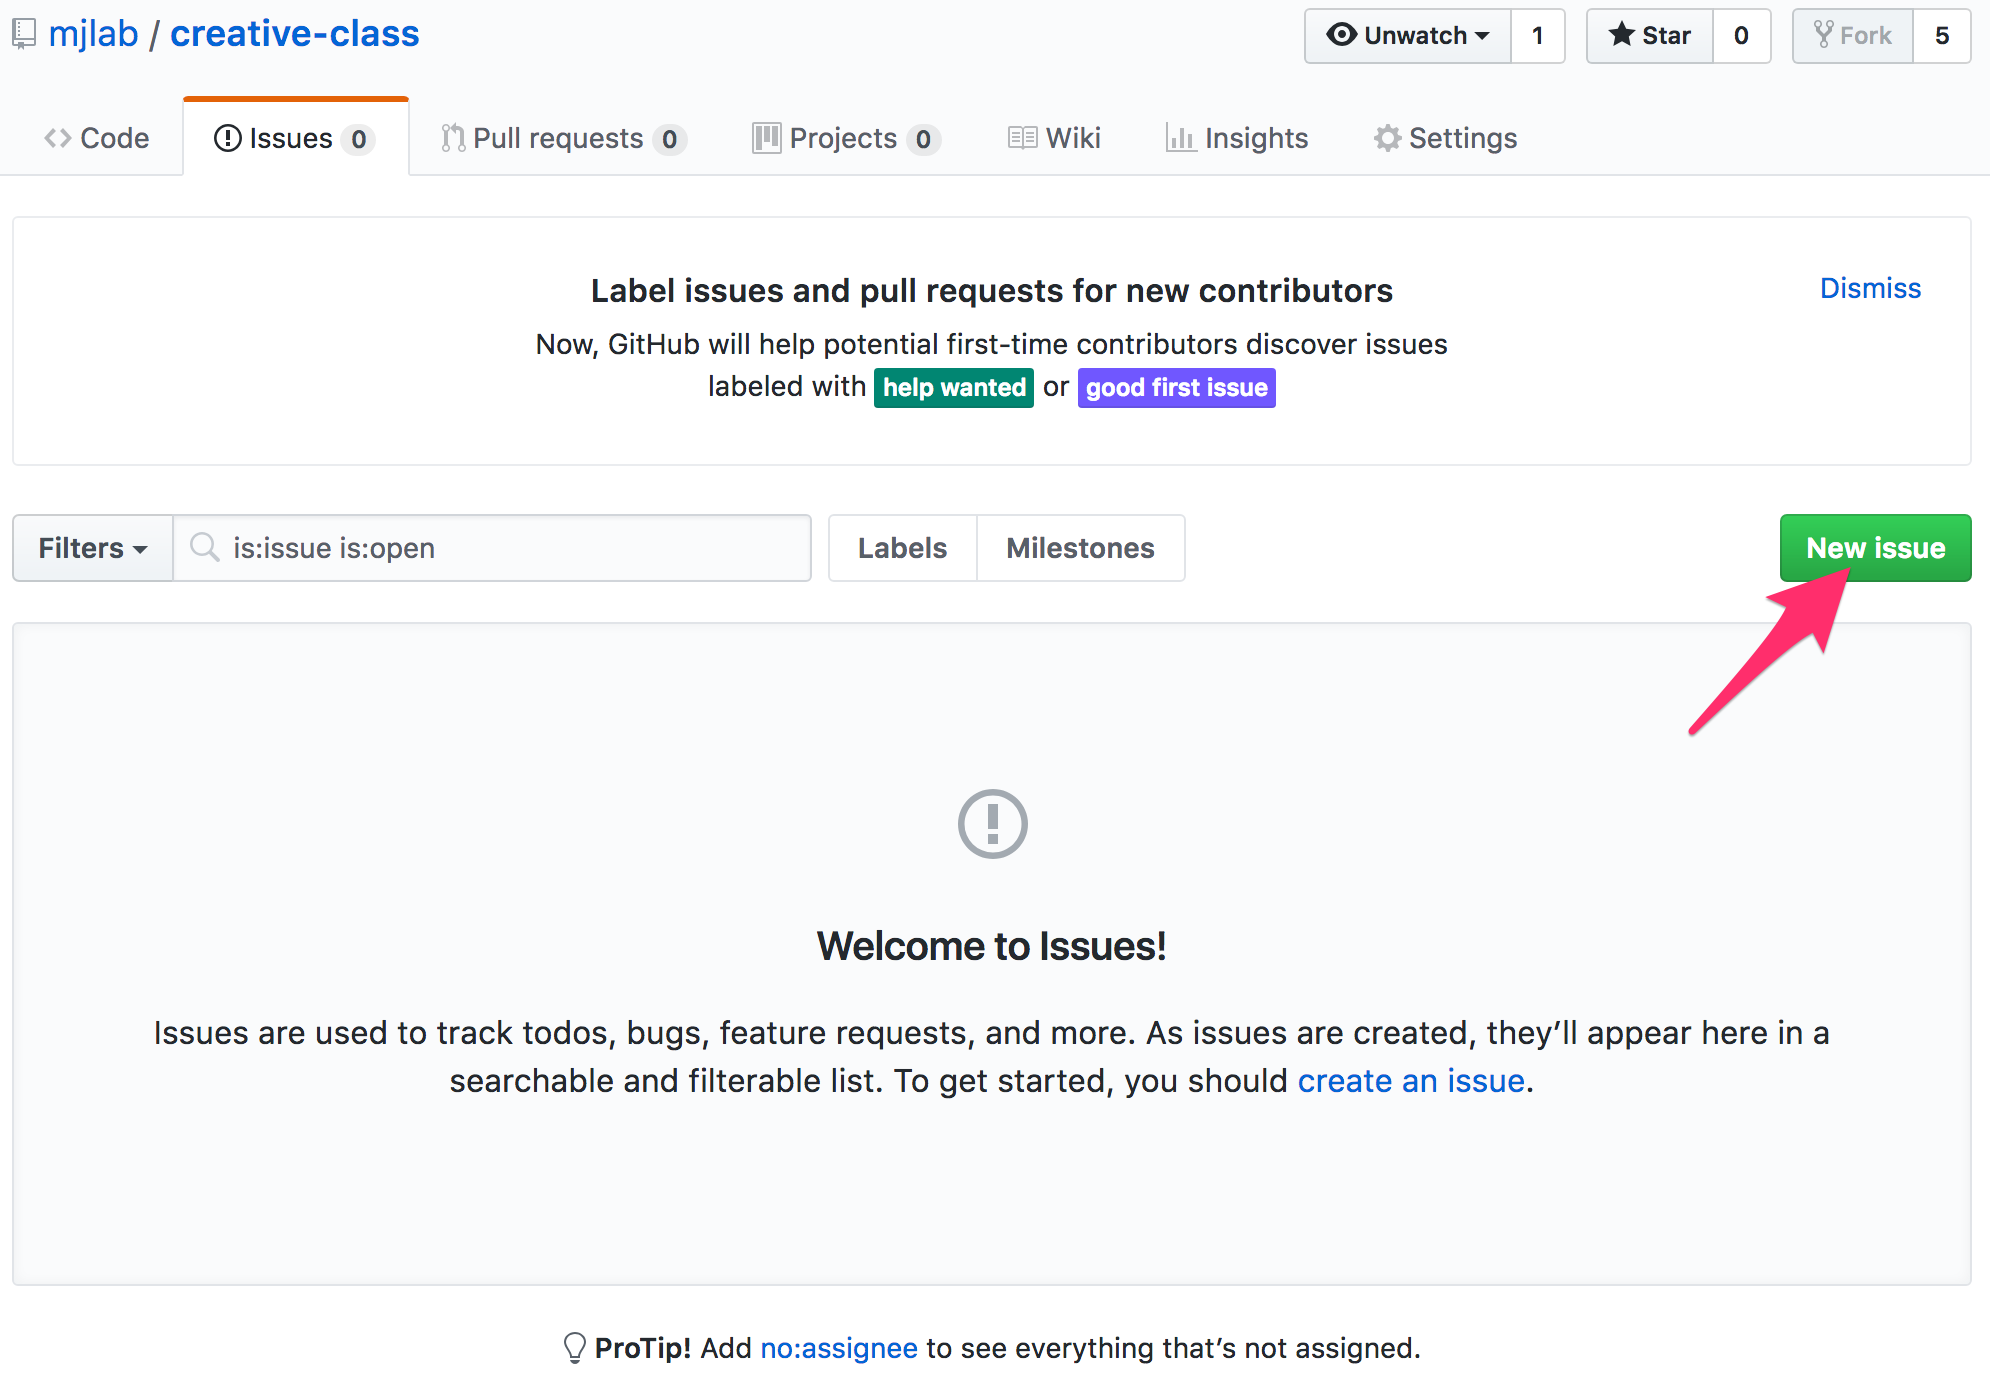 mjlab / creative-class
Unwatch 1 Star 0 Fork 5
Code Issues 0 Pull requests 0 Projects 0 Wiki Insights Settings
Label issues and pull requests for new contributors
Dismiss
Now, GitHub will help potential first-time contributors discover issues
labeled with help wanted or good first issue
Filters is:issue is:open Labels Milestones New issue
Welcome to Issues!
Issues are used to track todos, bugs, feature requests, and more. As issues are created, they’ll appear here in a
searchable and filterable list. To get started, you should create an issue.
ProTip! Add no:assignee to see everything that’s not assigned.